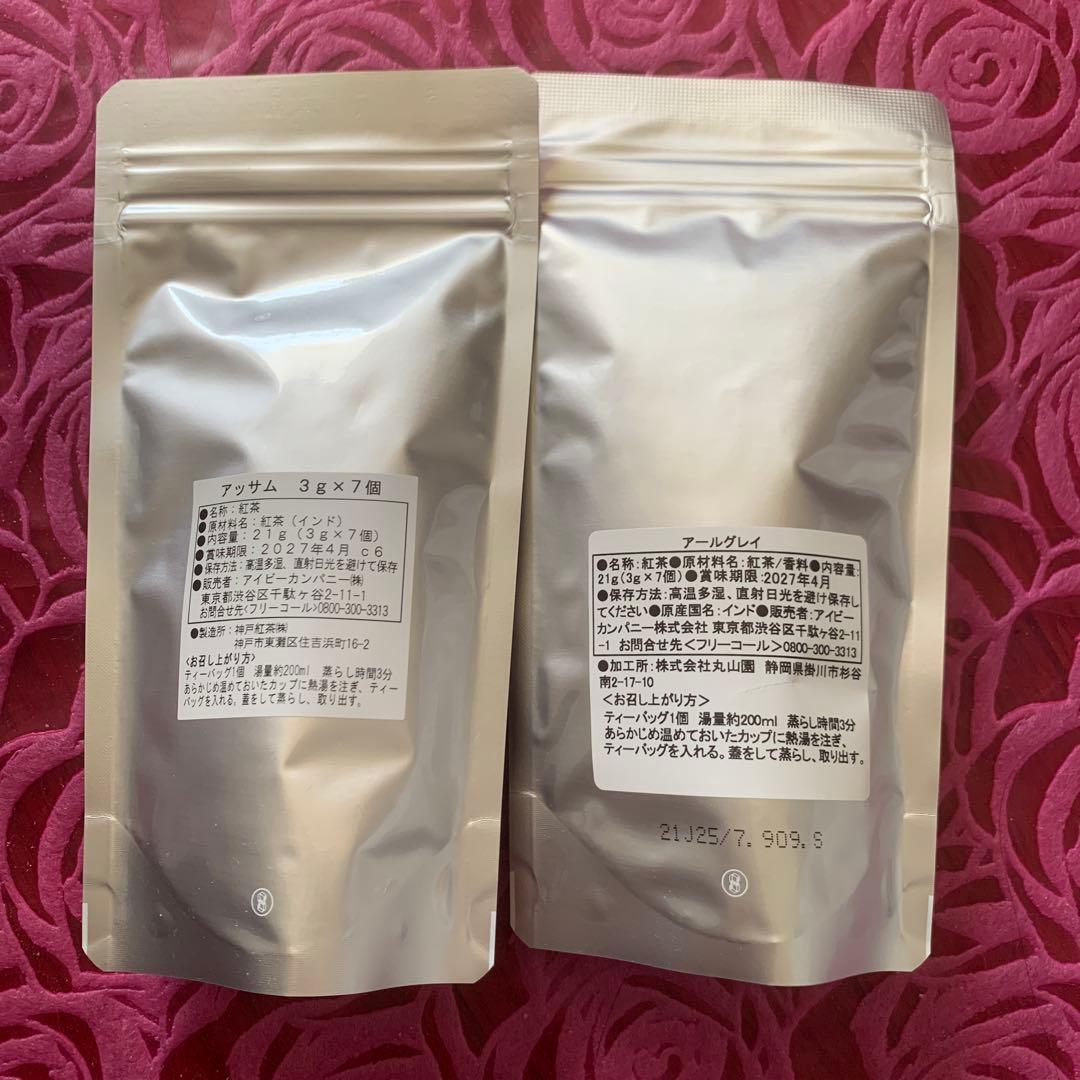 アッサム　3g×7個
●名称：紅茶
●原材料名：紅茶（インド）
●内容量：21g（3g×7個）
●賞味期限：2027年4月 c6
●保存方法：高温多湿、直射日光を避けて保存
●販売者：アイビーカンパニー㈱
東京都渋谷区千駄ヶ谷2-11-1
お問合せ先<フリーコール>0800-300-3313
●製造所：神戸紅茶㈱
神戸市東灘区住吉浜町16-2
<お召し上がり方>
ティーバッグ1個　湯量約200ml　蒸らし時間3分
あらかじめ温めておいたカップに熱湯を注ぎ、ティー
バッグを入れる。蓋をして蒸らし、取り出す。
アールグレイ
●名称:紅茶●原材料名:紅茶/香料●内容量:
21g(3g×7個)●賞味期限:2027年4月
●保存方法:高温多湿、直射日光を避け保存し
てください●原産国名:インド●販売者:アイビー
カンパニー株式会社 東京都渋谷区千駄ヶ谷2-11
-1 お問合せ先<フリーコール>0800-300-3313
●加工所:株式会社丸山園　静岡県掛川市杉谷
南2-17-10
<お召し上がり方>
ティーバッグ1個　湯量約200ml　蒸らし時間3分
あらかじめ温めておいたカップに熱湯を注ぎ、
ティーバッグを入れる。蓋をして蒸らし、取り出す。
21J25/7.909.S